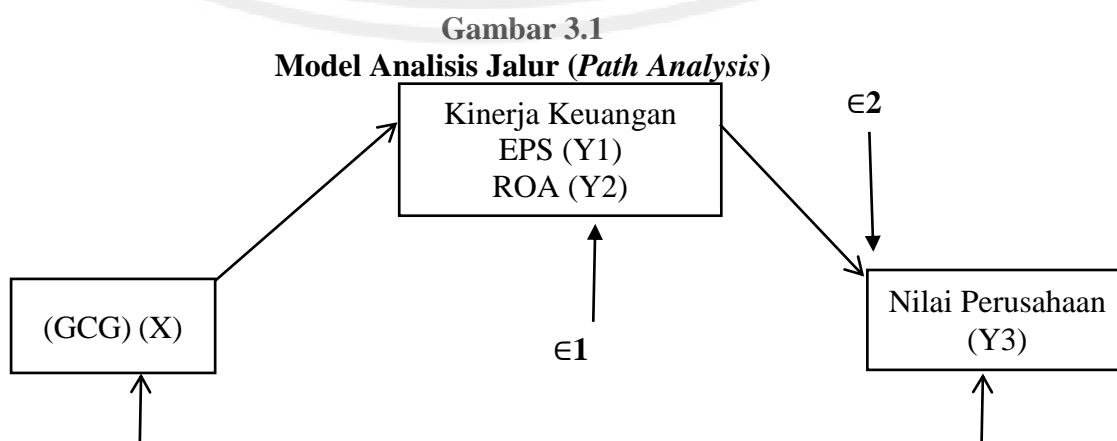 Gambar 3.1
Model Analisis Jalur (Path Analysis)
Kinerja Keuangan
EPS (Y1)
ROA (Y2)
∈2
(GCG) (X)
∈1
Nilai Perusahaan
(Y3)